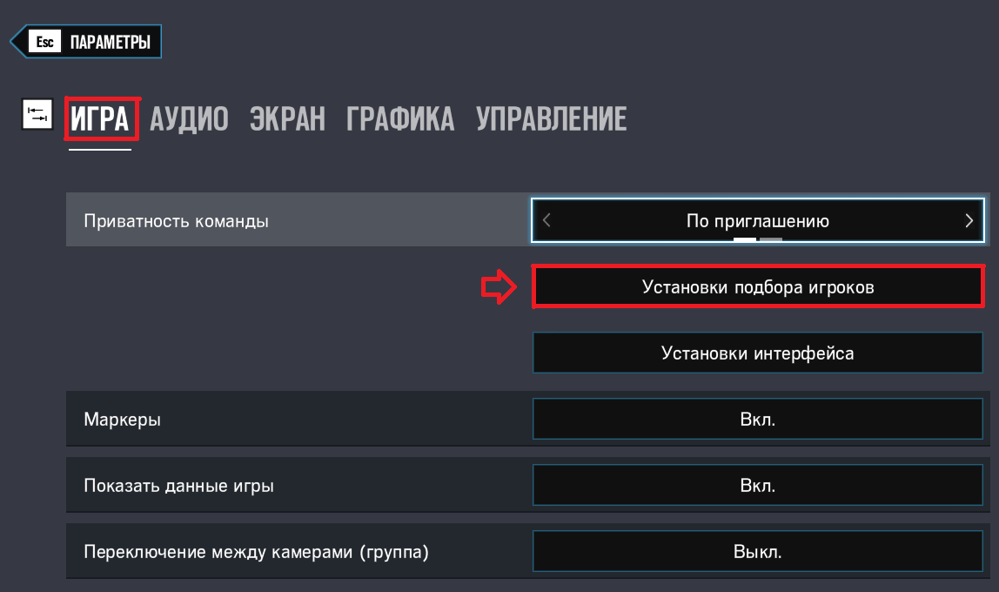 Esc ПАРАМЕТРЫ
ИГРА АУДИО ЭКРАН ГРАФИКА УПРАВЛЕНИЕ
Приватность команды По приглашению
Установки подбора игроков
Установки интерфейса
Маркеры Вкл.
Показать данные игры Вкл.
Переключение между камерами (группа) Выкл.